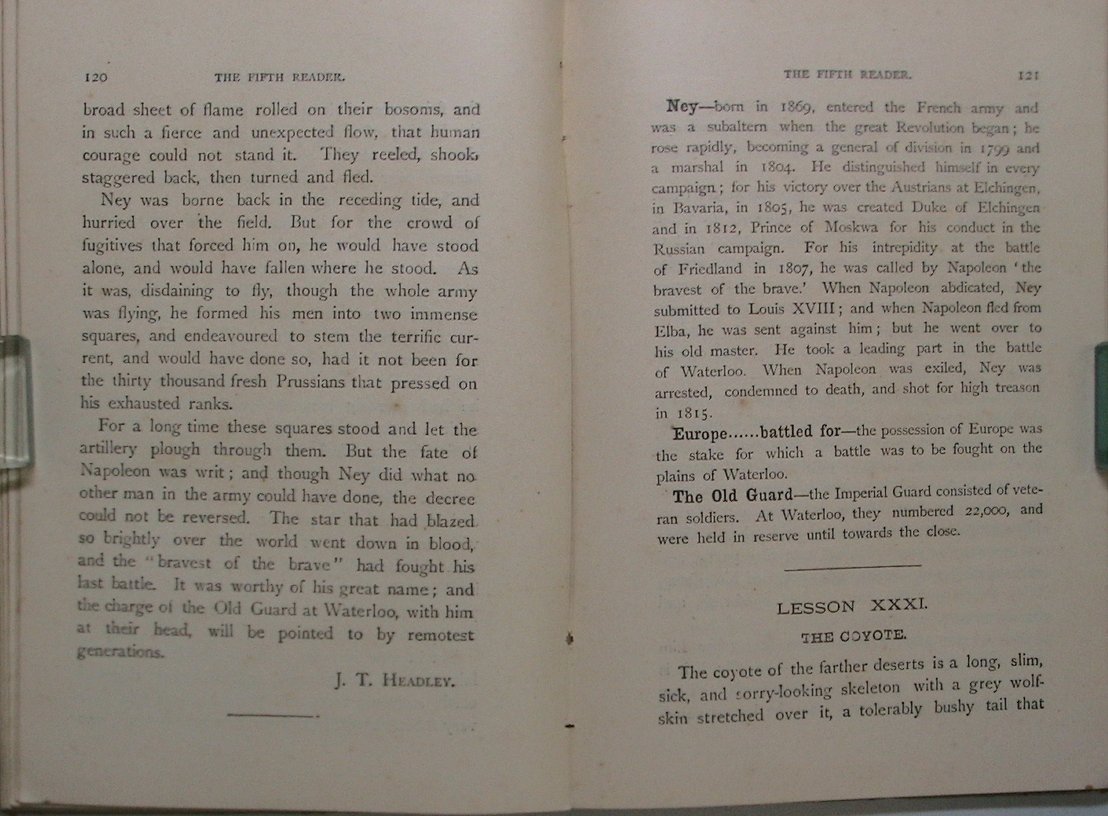 120 THE FIFTH READER.
broad sheet of flame rolled on their bosoms, and
in such a fierce and unexpected flow, that human
courage could not stand it. They reeled, shook,
staggered back, then turned and fled.
Ney was borne back in the receding tide, and
hurried over the field. But for the crowd of
fugitives that forced him on, he would have stood
alone, and would have fallen where he stood. As
it was, disdaining to fly, though the whole army
was flying, he formed his men into two immense
squares, and endeavoured to stem the terrific cur-
rent, and would have done so, had it not been for
the thirty thousand fresh Prussians that pressed on
his exhausted ranks.
For a long time these squares stood and let the
artillery plough through them. But the fate of
Napoleon was writ; and though Ney did what no
other man in the army could have done, the decree
could not be reversed. The star that had blazed
so brightly over the world went down in blood,
and the "bravest of the brave" had fought his
last battle. It was worthy of his great name; and
the charge of the Old Guard at Waterloo, with him
at their head, will be pointed to by remotest
generations.
J. T. HEADLEY.
THE FIFTH READER. 121
Ney—born in 1869, entered the French army and
was a subaltern when the great Revolution began; he
rose rapidly, becoming a general of division in 1799 and
a marshal in 1804. He distinguished himself in every
campaign; for his victory over the Austrians at Elchingen,
in Bavaria, in 1805, he was created Duke of Elchingen
and in 1812, Prince of Moskwa for his conduct in the
Russian campaign. For his intrepidity at the battle
of Friedland in 1807, he was called by Napoleon 'the
bravest of the brave.' When Napoleon abdicated, Ney
submitted to Louis XVIII; and when Napoleon fled from
Elba, he was sent against him; but he went over to
his old master. He took a leading part in the battle
of Waterloo. When Napoleon was exiled, Ney was
arrested, condemned to death, and shot for high treason
in 1815.
Europe......battled for—the possession of Europe was
the stake for which a battle was to be fought on the
plains of Waterloo.
The Old Guard—the Imperial Guard consisted of vete-
ran soldiers. At Waterloo, they numbered 22,000, and
were held in reserve until towards the close.
LESSON XXXI.
THE COYOTE.
The coyote of the farther deserts is a long, slim,
sick, and sorry-looking skeleton with a grey wolf-
skin stretched over it, a tolerably bushy tail that